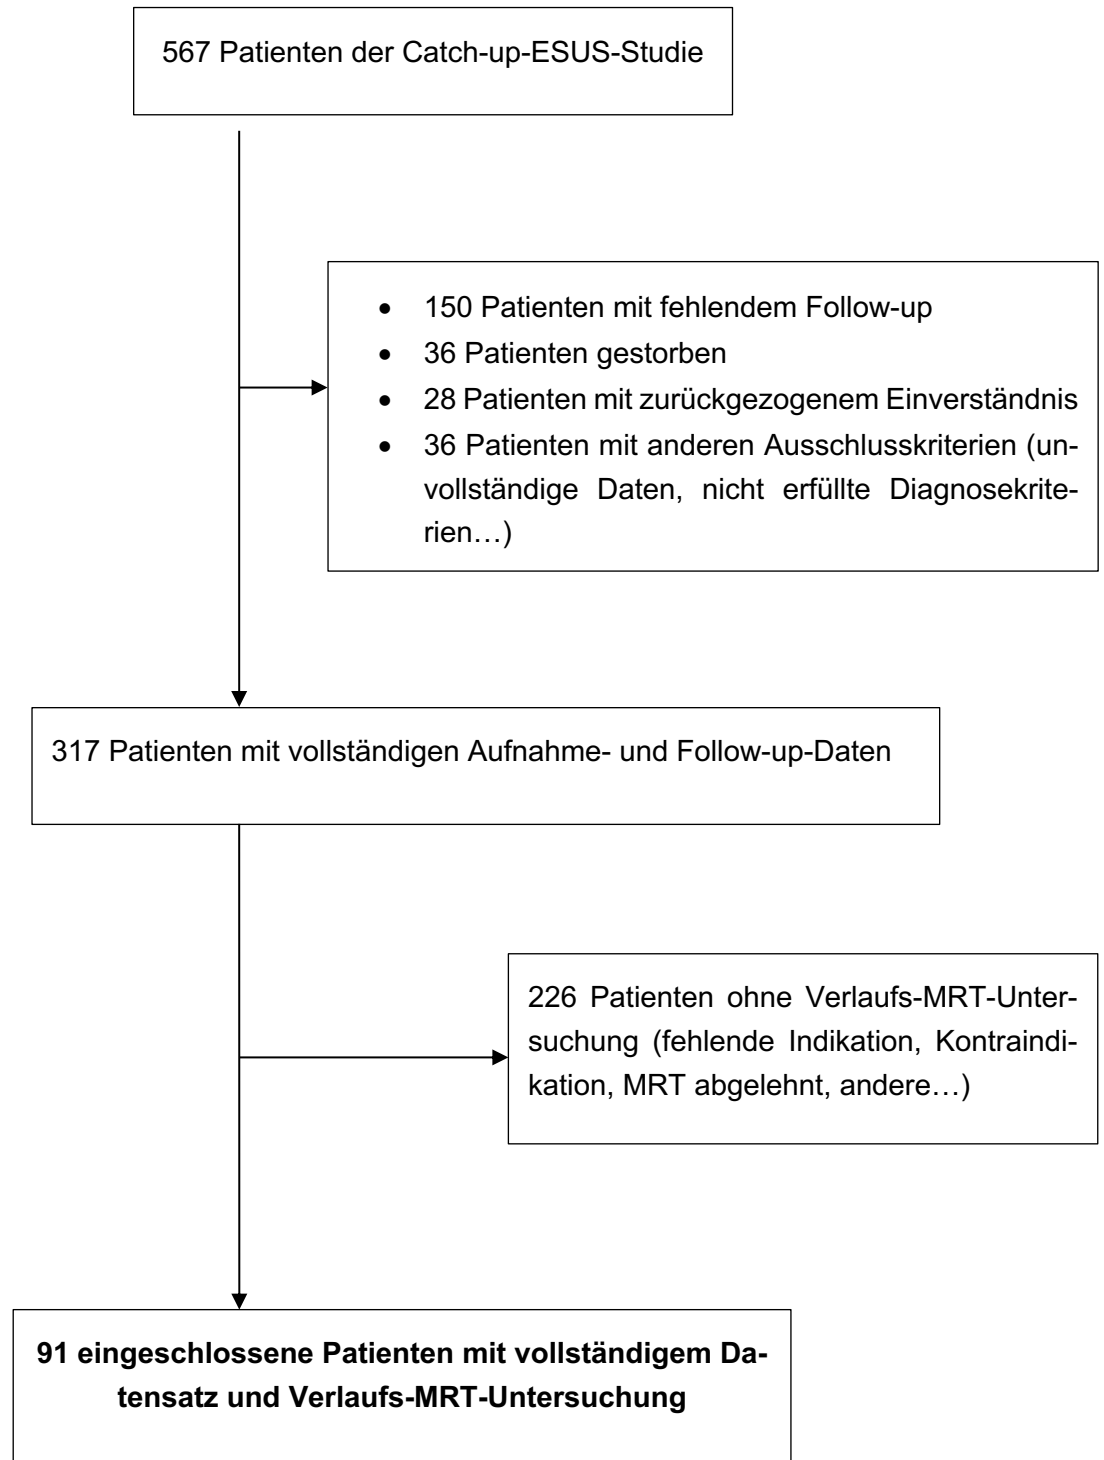 567 Patienten der Catch-up-ESUS-Studie
• 150 Patienten mit fehlendem Follow-up
• 36 Patienten gestorben
• 28 Patienten mit zurückgezogenem Einverständnis
• 36 Patienten mit anderen Ausschlusskriterien (un-
vollständige Daten, nicht erfüllte Diagnosekrite-
rien…)
317 Patienten mit vollständigen Aufnahme- und Follow-up-Daten
226 Patienten ohne Verlaufs-MRT-Unter-
suchung (fehlende Indikation, Kontraindi-
kation, MRT abgelehnt, andere…)
91 eingeschlossene Patienten mit vollständigem Da-
tensatz und Verlaufs-MRT-Untersuchung